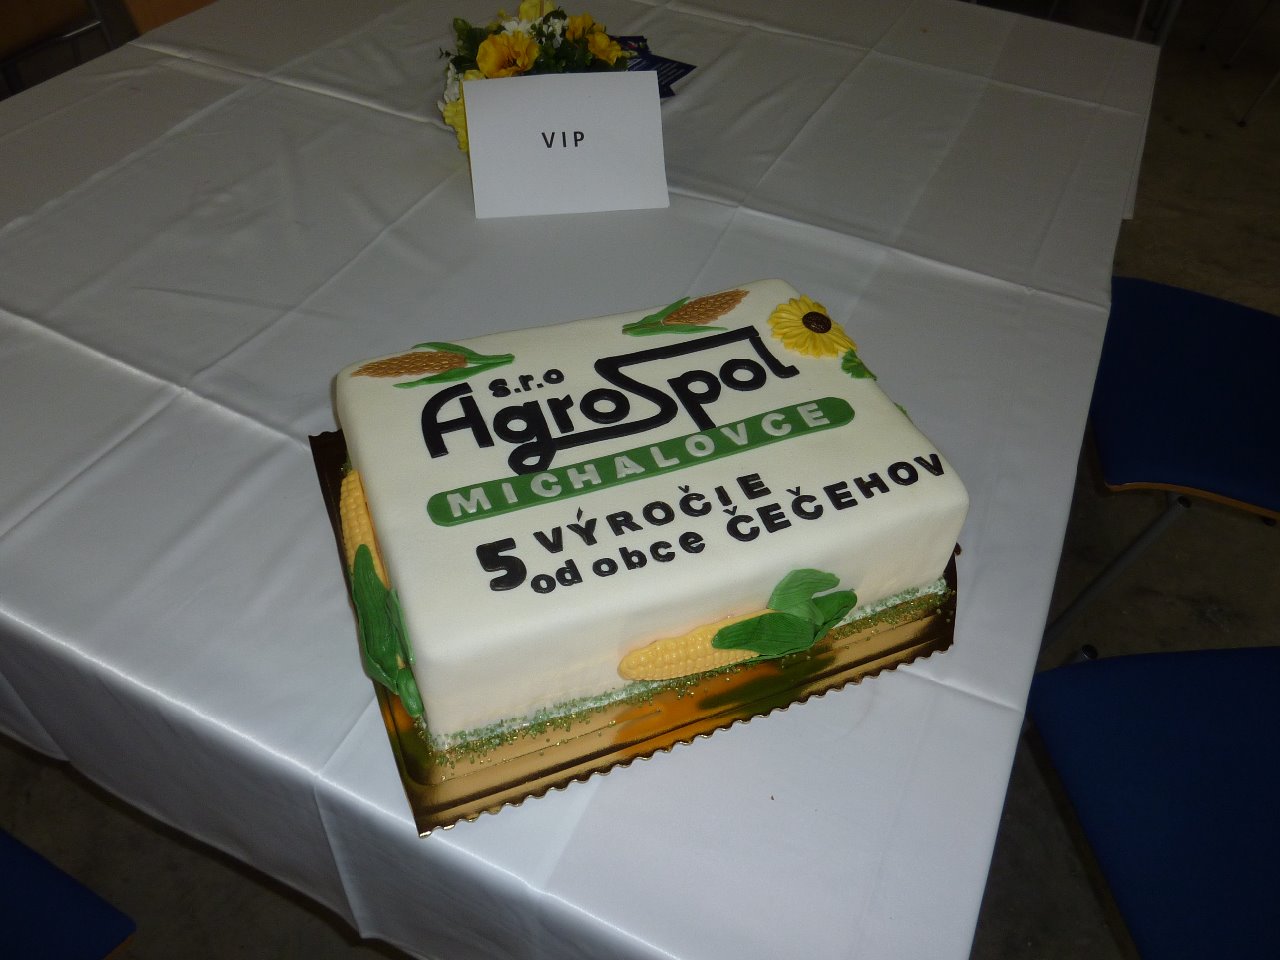 VIP
s.r.o
AgroSpol
MICHALOVCE
5 VÝROČIE
od obce ČEČEHOV